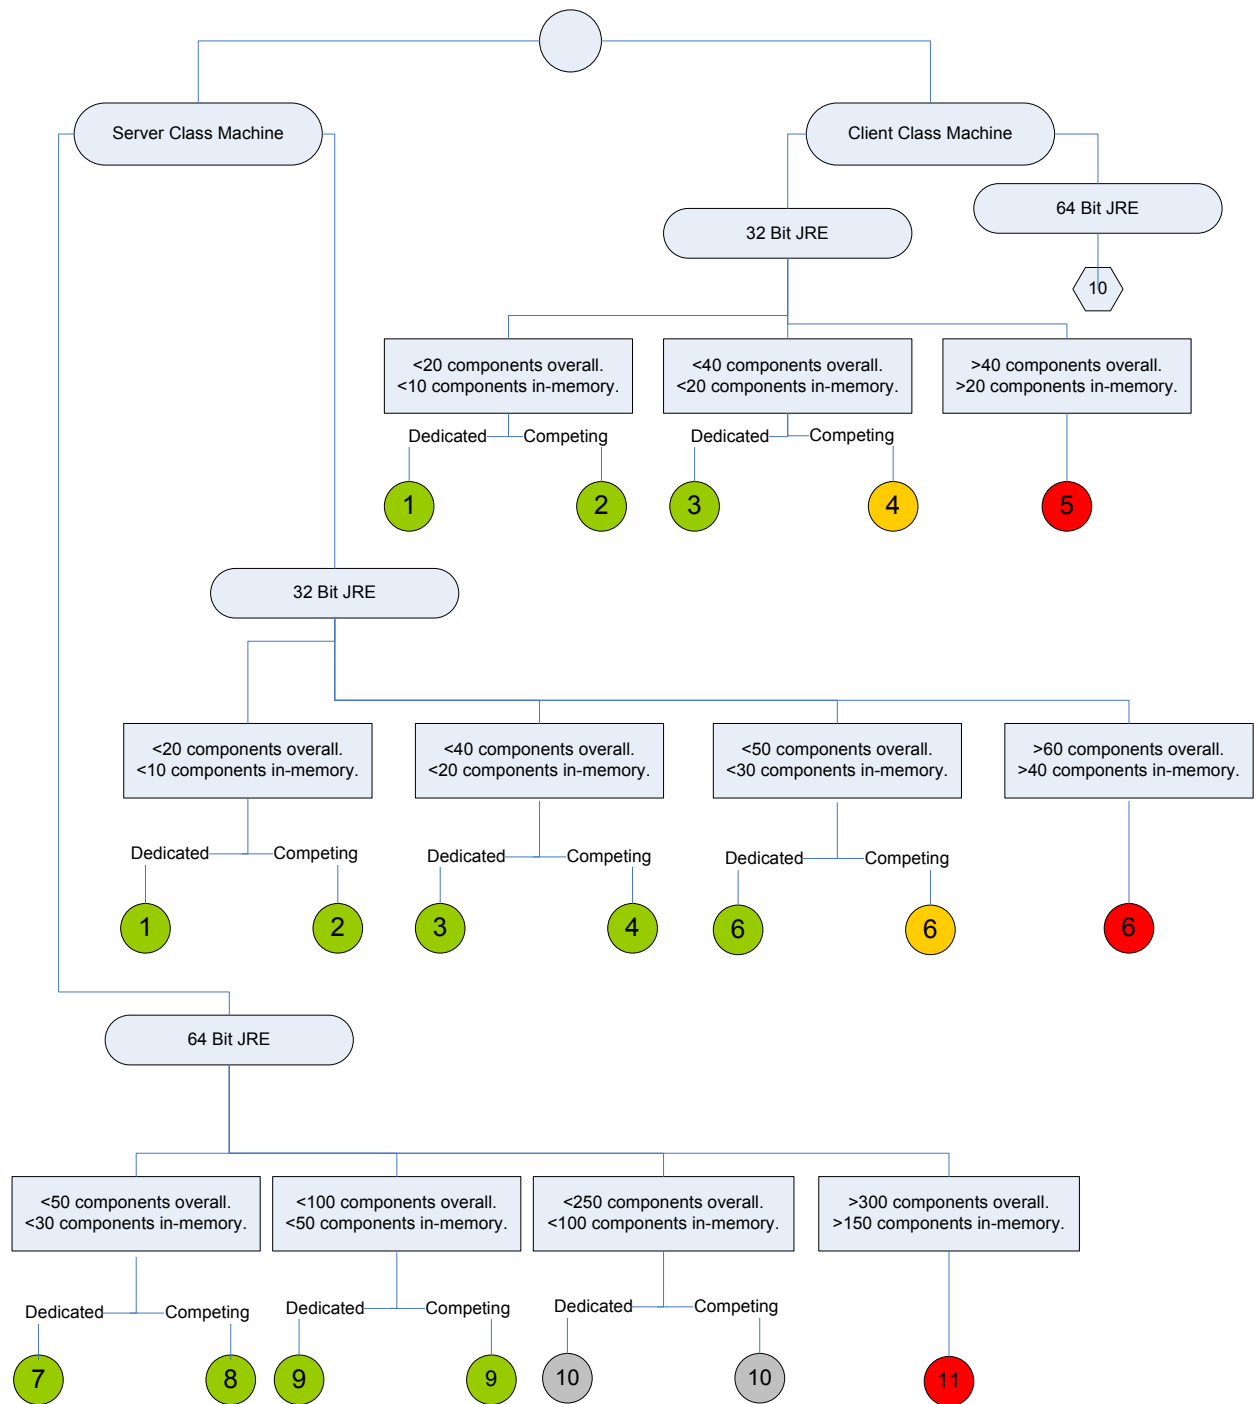 Server Class Machine
Client Class Machine
64 Bit JRE
32 Bit JRE
10
<20 components overall.
<10 components in-memory.
<40 components overall.
<20 components in-memory.
>40 components overall.
>20 components in-memory.
Dedicated
Competing
Dedicated
Competing
1
2
3
4
5
32 Bit JRE
<20 components overall.
<10 components in-memory.
<40 components overall.
<20 components in-memory.
<50 components overall.
<30 components in-memory.
>60 components overall.
>40 components in-memory.
Dedicated
Competing
Dedicated
Competing
Dedicated
Competing
1
2
3
4
6
6
6
64 Bit JRE
<50 components overall.
<30 components in-memory.
<100 components overall.
<50 components in-memory.
<250 components overall.
<100 components in-memory.
>300 components overall.
>150 components in-memory.
Dedicated
Competing
Dedicated
Competing
Dedicated
Competing
7
8
9
9
10
10
11